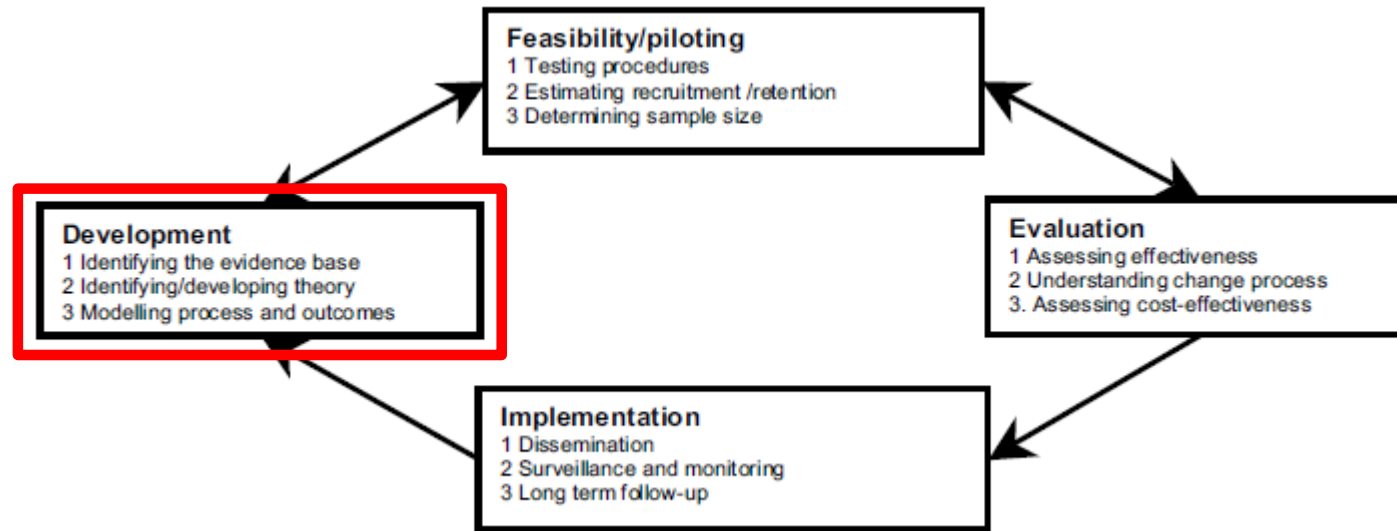 Feasibility/piloting
1 Testing procedures
2 Estimating recruitment /retention
3 Determining sample size
Development
1 Identifying the evidence base
2 Identifying/developing theory
3 Modelling process and outcomes
Evaluation
1 Assessing effectiveness
2 Understanding change process
3. Assessing cost-effectiveness
Implementation
1 Dissemination
2 Surveillance and monitoring
3 Long term follow-up